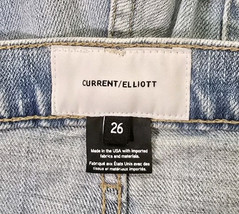 CURRENT/ELLIOTT
26
Made in the USA with imported
fabrics and materials.
Fabriqué aux États Unis avec des
tissus et matériaux importés.